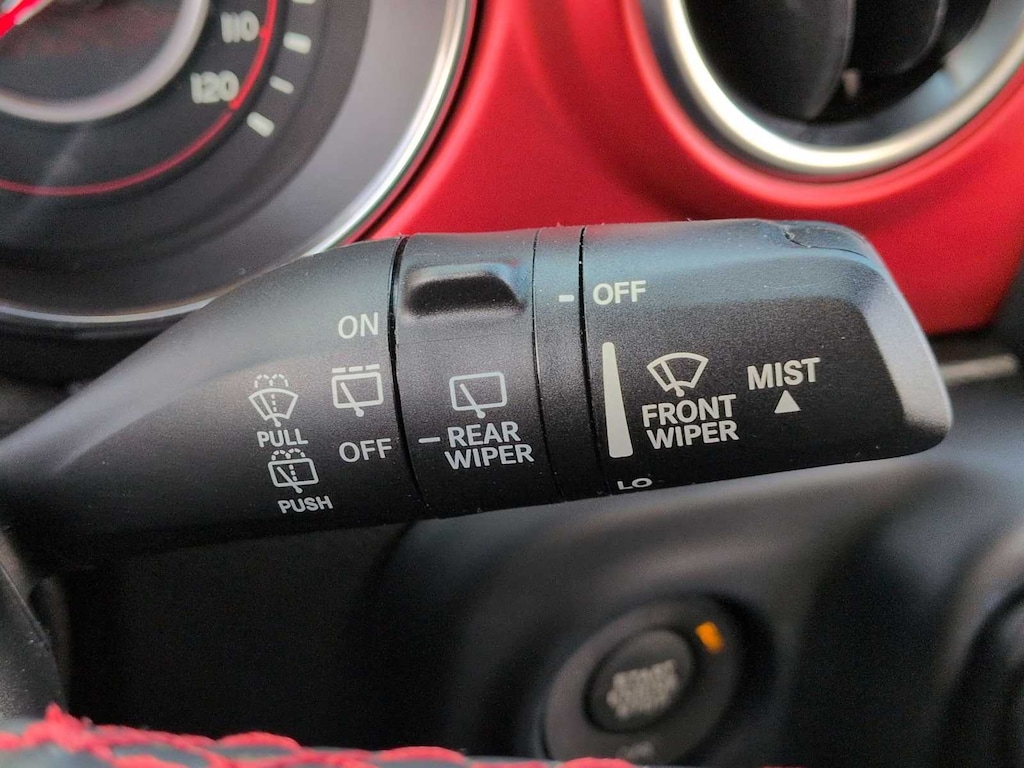 110
120
ON
OFF
PULL
PUSH
REAR
WIPER
OFF
FRONT
WIPER
LO
MIST